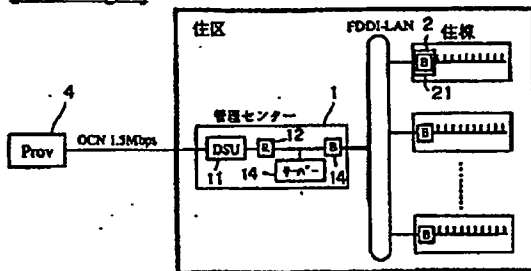 住区
FDDI-LAN
2
住棟
B
21
4
管理センター
1
12
Prov
OCN 1.5Mbps
DSU
R
B
11
14
サーバー
14
B
B